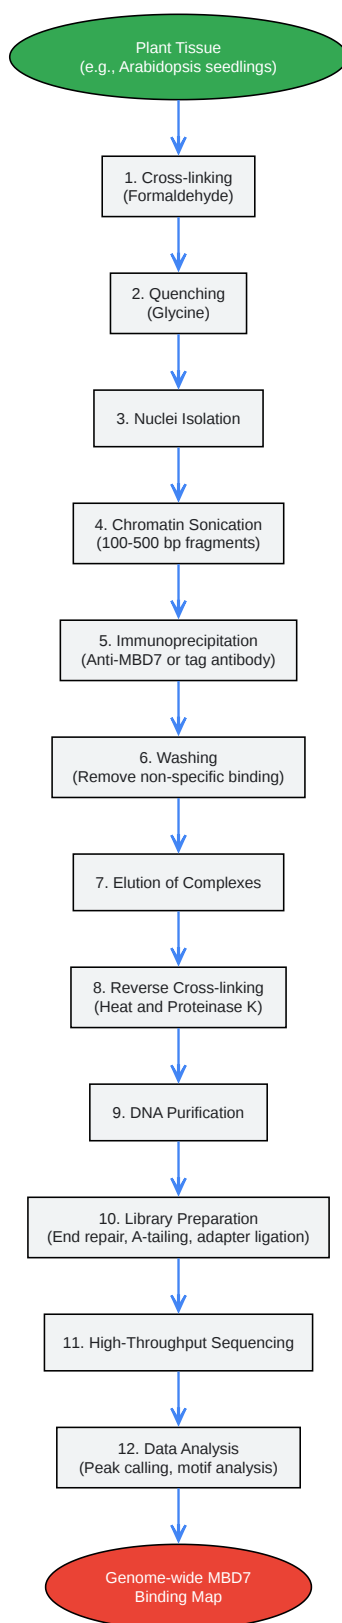 Plant Tissue
(e.g., Arabidopsis seedlings)
1. Cross-linking
(Formaldehyde)
2. Quenching
(Glycine)
3. Nuclei Isolation
4. Chromatin Sonication
(100-500 bp fragments)
5. Immunoprecipitation
(Anti-MBD7 or tag antibody)
6. Washing
(Remove non-specific binding)
7. Elution of Complexes
8. Reverse Cross-linking
(Heat and Proteinase K)
9. DNA Purification
10. Library Preparation
(End repair, A-tailing, adapter ligation)
11. High-Throughput Sequencing
12. Data Analysis
(Peak calling, motif analysis)
Genome-wide MBD7
Binding Map